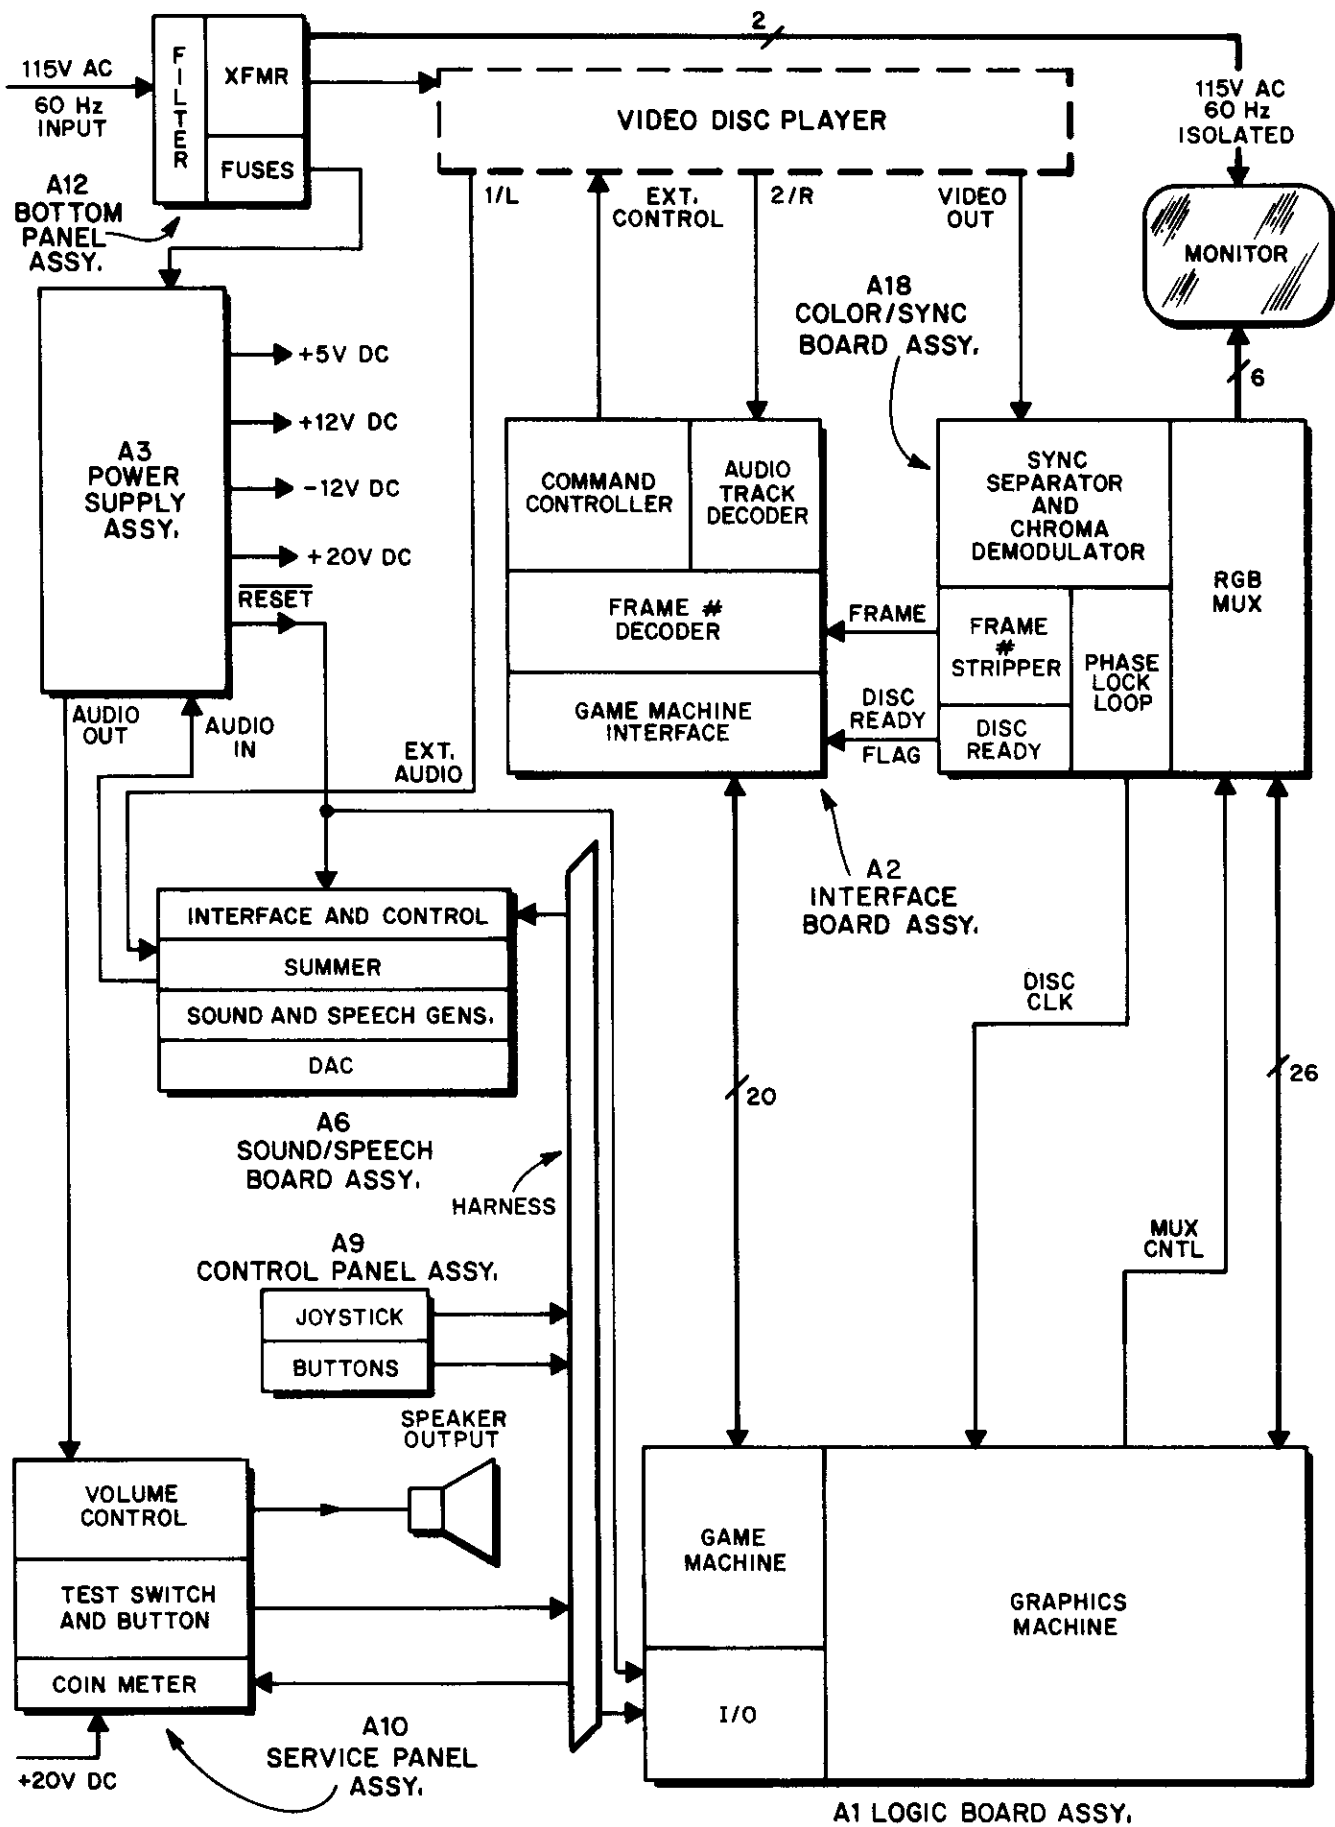 2
115V AC
60 Hz
INPUT
FILTER
XFMR
FUSES
VIDEO DISC PLAYER
115V AC
60 Hz
ISOLATED
A12
BOTTOM
PANEL
ASSY.
1/L
EXT.
CONTROL
2/R
VIDEO
OUT
MONITOR
A18
COLOR/SYNC
BOARD ASSY.
6
+5V DC
+12V DC
-12V DC
+20V DC
RESET
A3
POWER
SUPPLY
ASSY.
COMMAND
CONTROLLER
AUDIO
TRACK
DECODER
SYNC
SEPARATOR
AND
CHROMA
DEMODULATOR
RGB
MUX
FRAME #
DECODER
FRAME
FRAME
#
STRIPPER
PHASE
LOCK
LOOP
GAME MACHINE
INTERFACE
DISC
READY
FLAG
DISC
READY
AUDIO
OUT
AUDIO
IN
EXT.
AUDIO
A2
INTERFACE
BOARD ASSY.
INTERFACE AND CONTROL
SUMMER
SOUND AND SPEECH GENS.
DAC
DISC
CLK
20
26
A6
SOUND/SPEECH
BOARD ASSY.
HARNESS
MUX
CNTL
A9
CONTROL PANEL ASSY.
JOYSTICK
BUTTONS
SPEAKER
OUTPUT
VOLUME
CONTROL
TEST SWITCH
AND BUTTON
COIN METER
GAME
MACHINE
GRAPHICS
MACHINE
I/O
A10
SERVICE PANEL
ASSY.
+20V DC
A1 LOGIC BOARD ASSY.